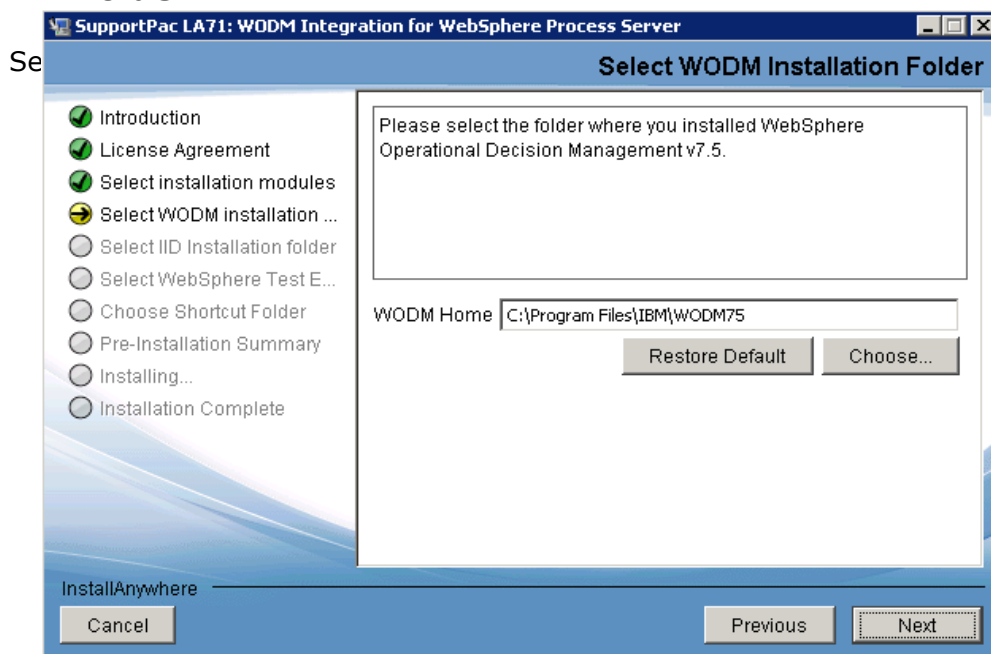 SupportPac LA71: WODM Integration for WebSphere Process Server
Se
Select WODM Installation Folder
Introduction
License Agreement
Select installation modules
Select WODM installation ...
Select IID Installation folder
Select WebSphere Test E...
Choose Shortcut Folder
Pre-Installation Summary
Installing...
Installation Complete
Please select the folder where you installed WebSphere
Operational Decision Management v7.5.
WODM Home C:\Program Files\IBM\WODM75
Restore Default Choose...
InstallAnywhere
Cancel Previous Next